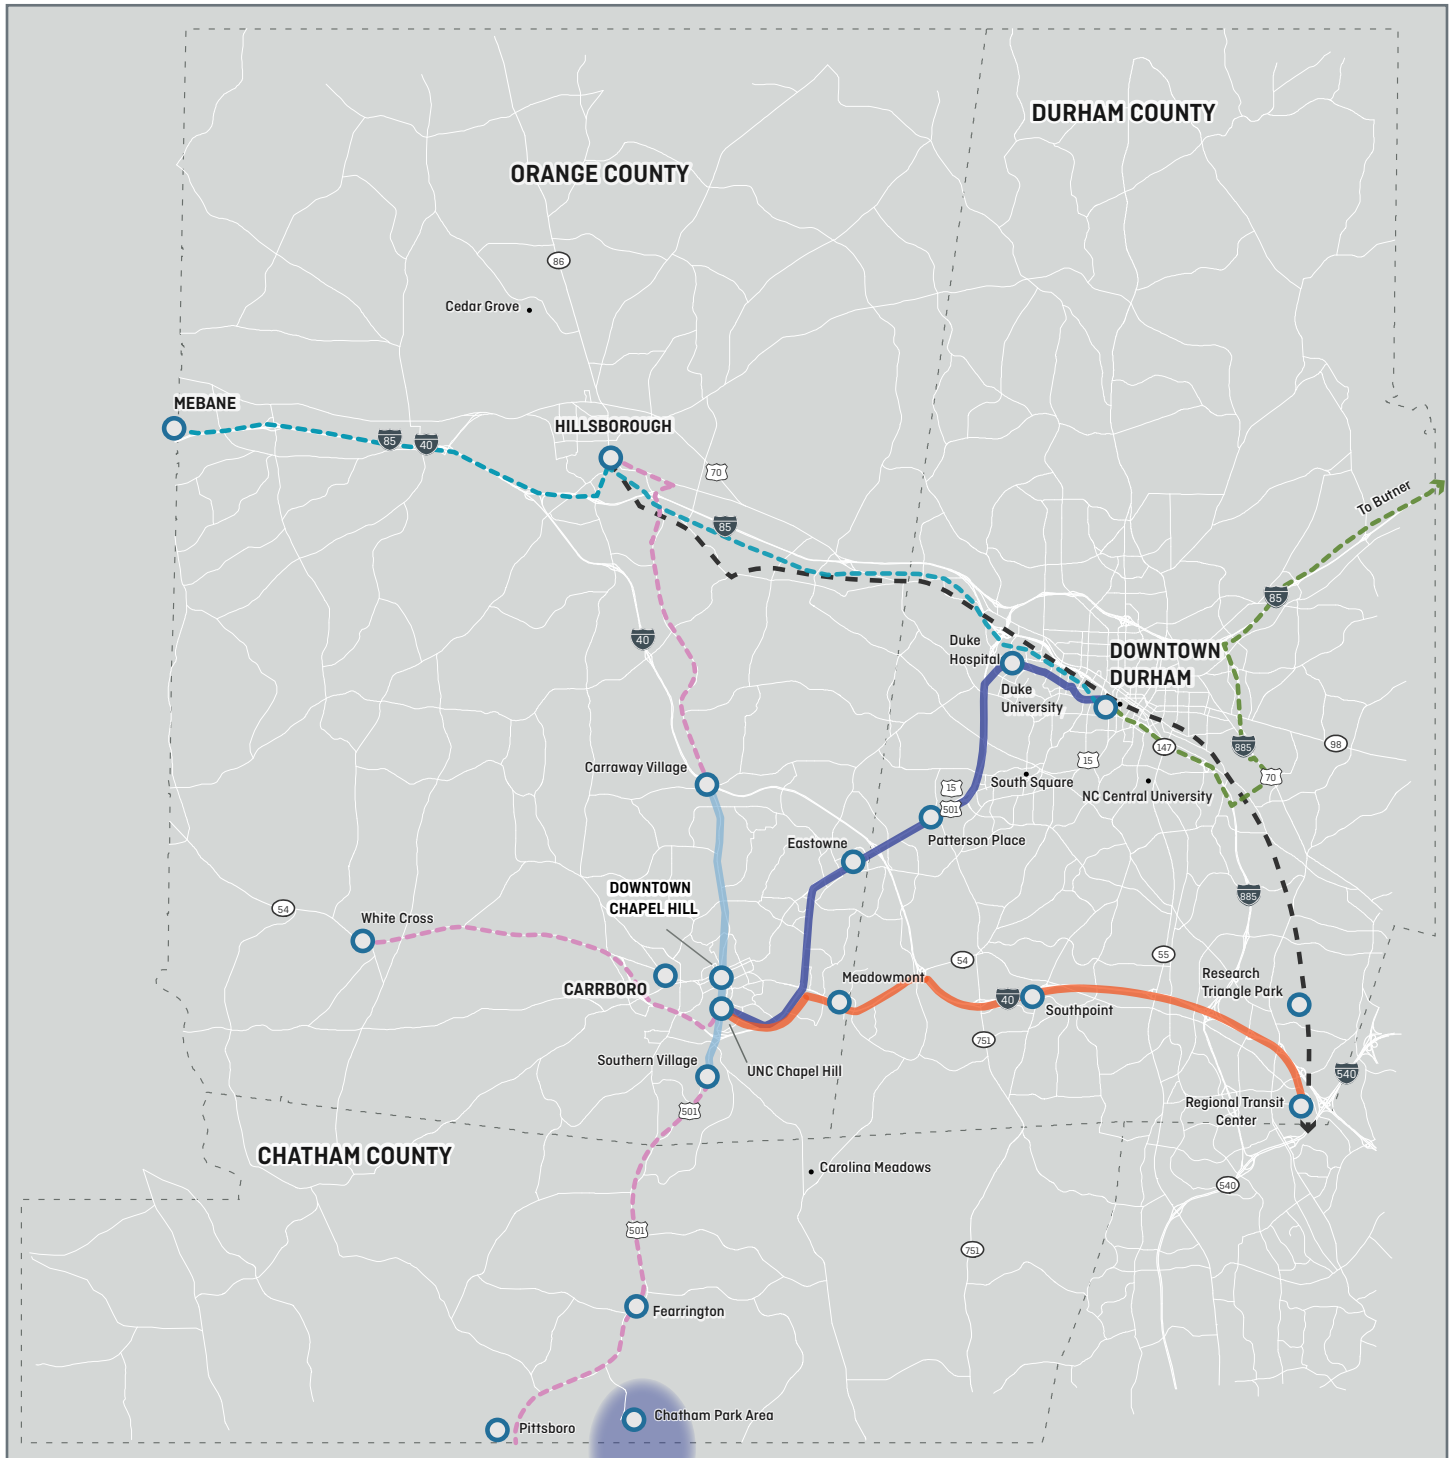 DURHAM COUNTY
ORANGE COUNTY
86
Cedar Grove
MEBANE
HILLSBOROUGH
85
40
70
85
To Butner
85
40
Duke
Hospital
DOWNTOWN
DURHAM
Duke
University
147
885
98
15
70
Carraway Village
South Square
15
501
NC Central University
Eastowne
Patterson Place
DOWNTOWN
CHAPEL HILL
885
54
White Cross
54
55
CARRBORO
Meadowmont
Research
Triangle Park
40
Southpoint
751
Southern Village
UNC Chapel Hill
540
501
Regional Transit
Center
CHATHAM COUNTY
Carolina Meadows
540
501
751
Fearrington
Chatham Park Area
Pittsboro